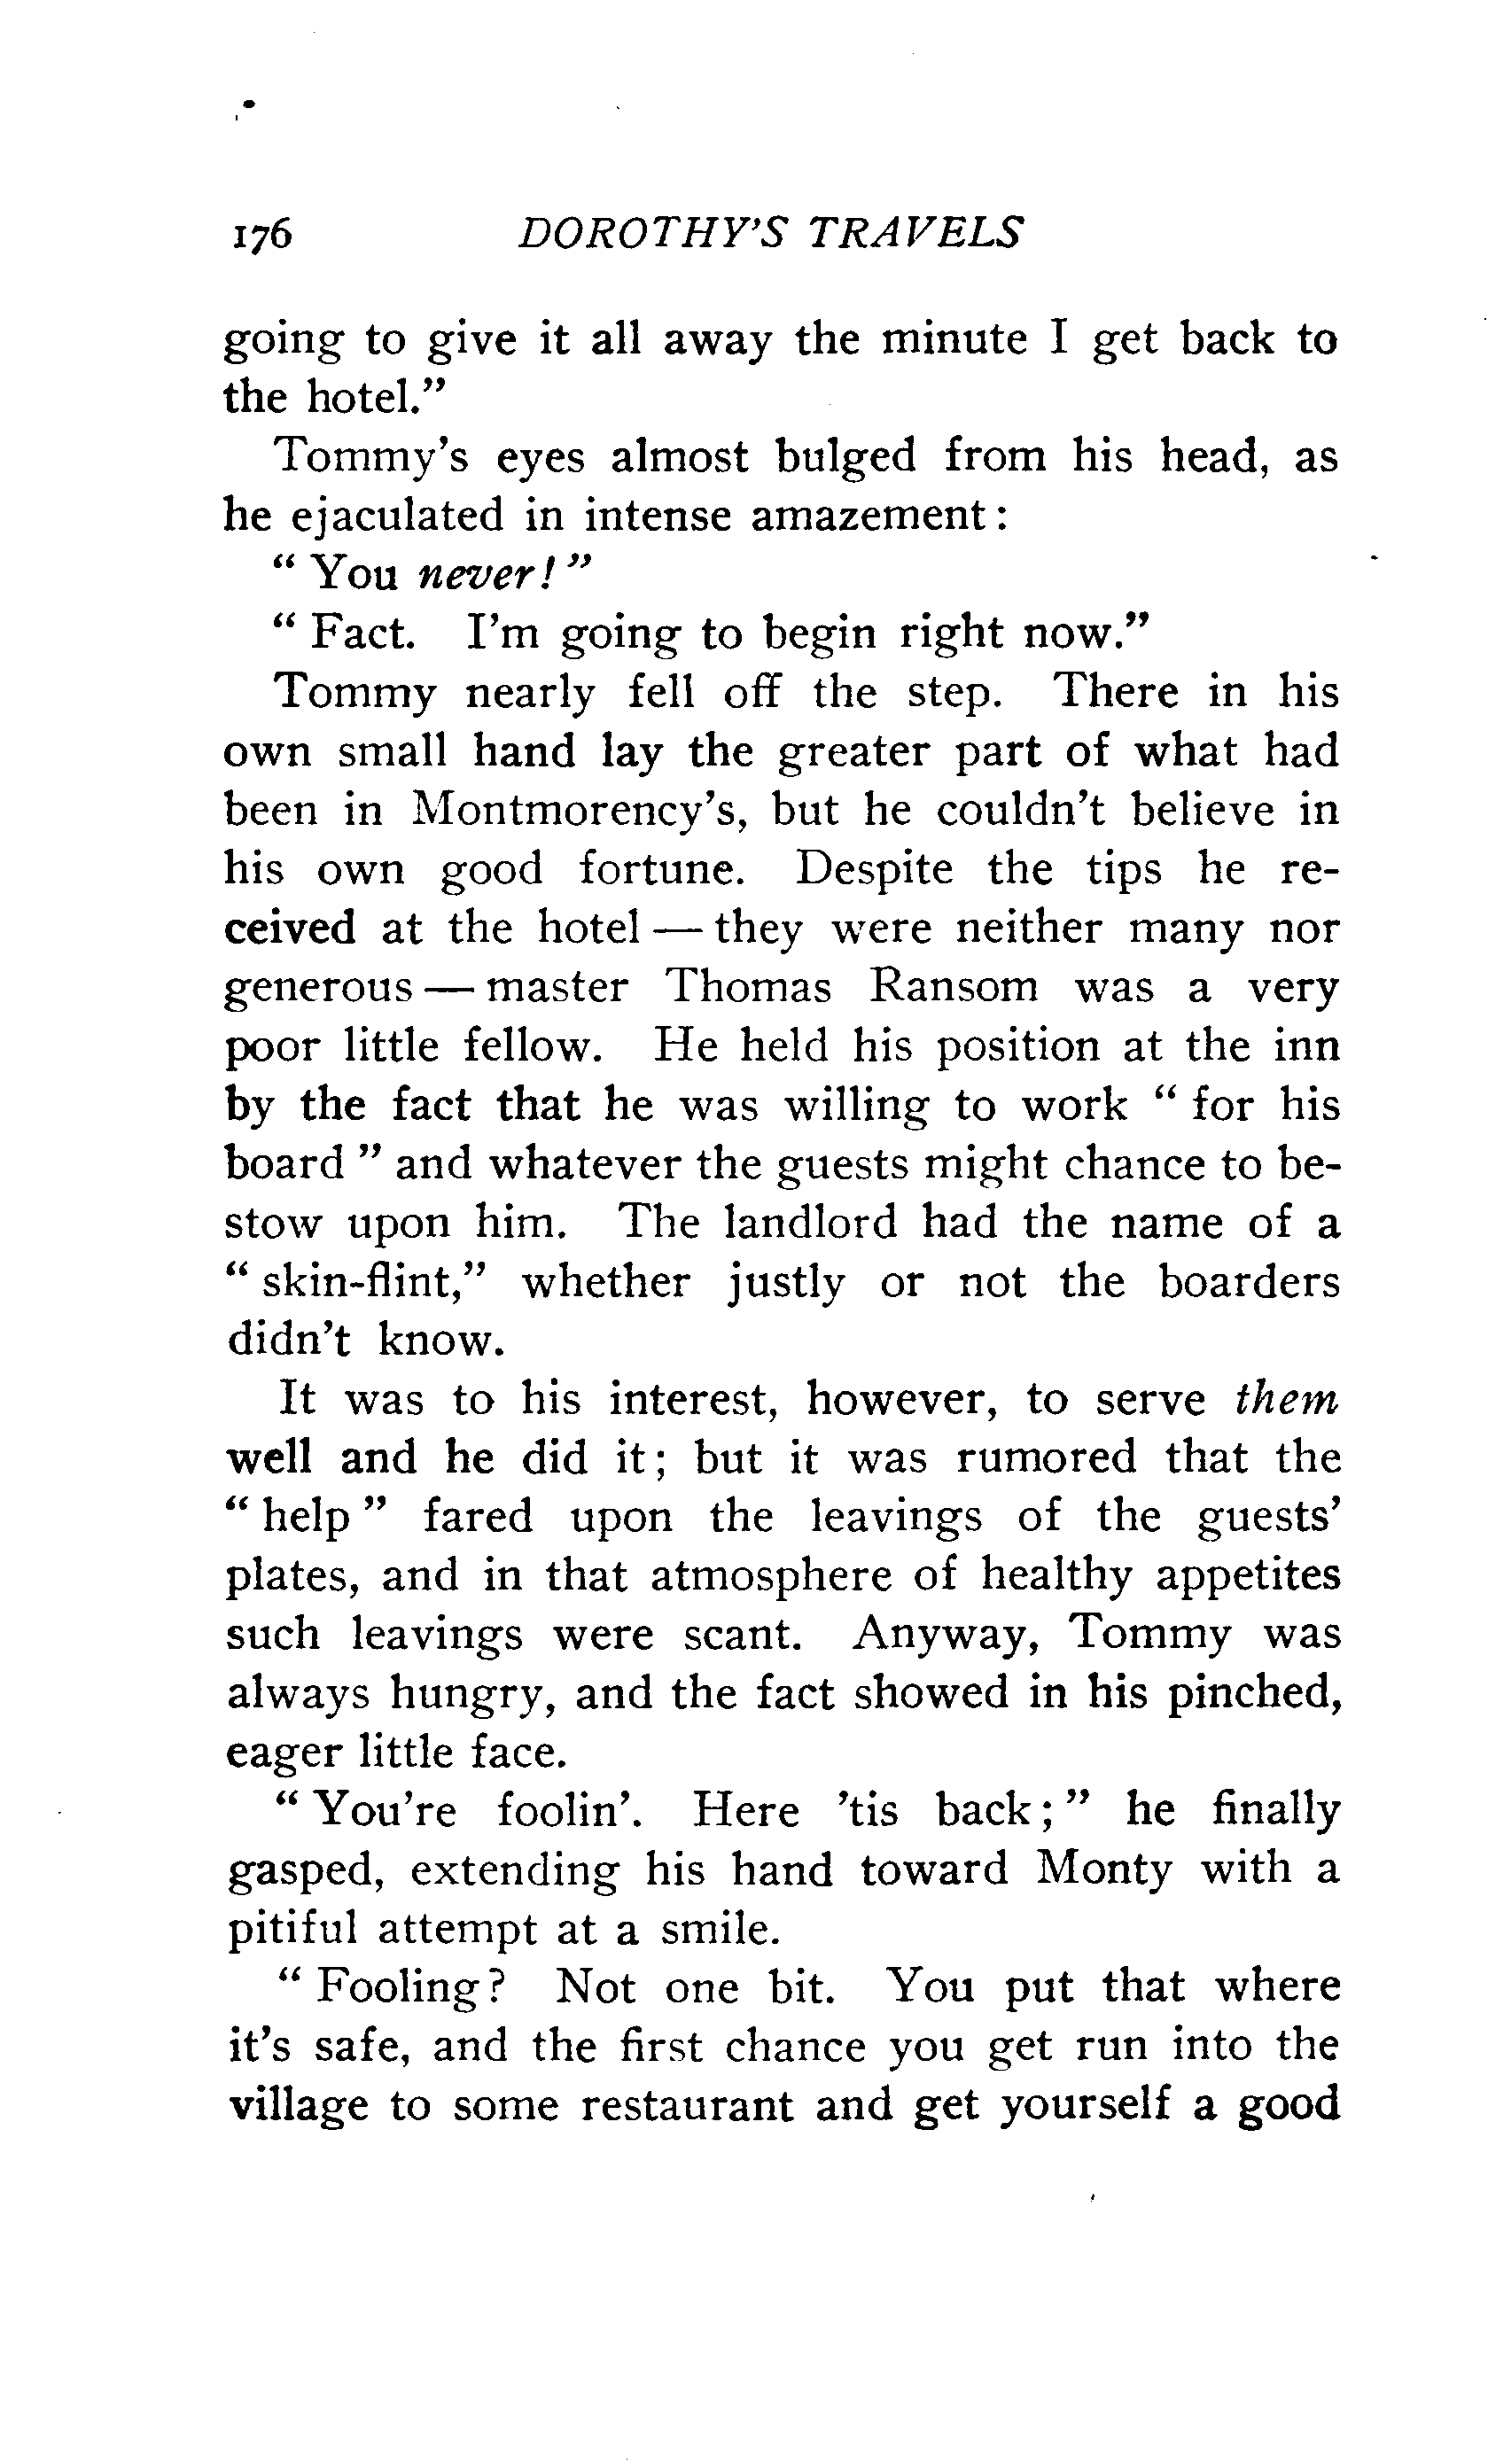 176 DOROTHY'S TRAVELS
going to give it all away the minute I get back to
the hotel."
Tommy's eyes almost bulged from his head, as
he ejaculated in intense amazement:
"You never!"
"Fact. I'm going to begin right now."
Tommy nearly fell off the step. There in his
own small hand lay the greater part of what had
been in Montmorency's, but he couldn't believe in
his own good fortune. Despite the tips he re-
ceived at the hotel — they were neither many nor
generous — master Thomas Ransom was a very
poor little fellow. He held his position at the inn
by the fact that he was willing to work "for his
board" and whatever the guests might chance to be-
stow upon him. The landlord had the name of a
"skin-flint," whether justly or not the boarders
didn't know.
It was to his interest, however, to serve them
well and he did it; but it was rumored that the
"help" fared upon the leavings of the guests'
plates, and in that atmosphere of healthy appetites
such leavings were scant. Anyway, Tommy was
always hungry, and the fact showed in his pinched,
eager little face.
"You're foolin'. Here 'tis back;" he finally
gasped, extending his hand toward Monty with a
pitiful attempt at a smile.
"Fooling? Not one bit. You put that where
it's safe, and the first chance you get run into the
village to some restaurant and get yourself a good